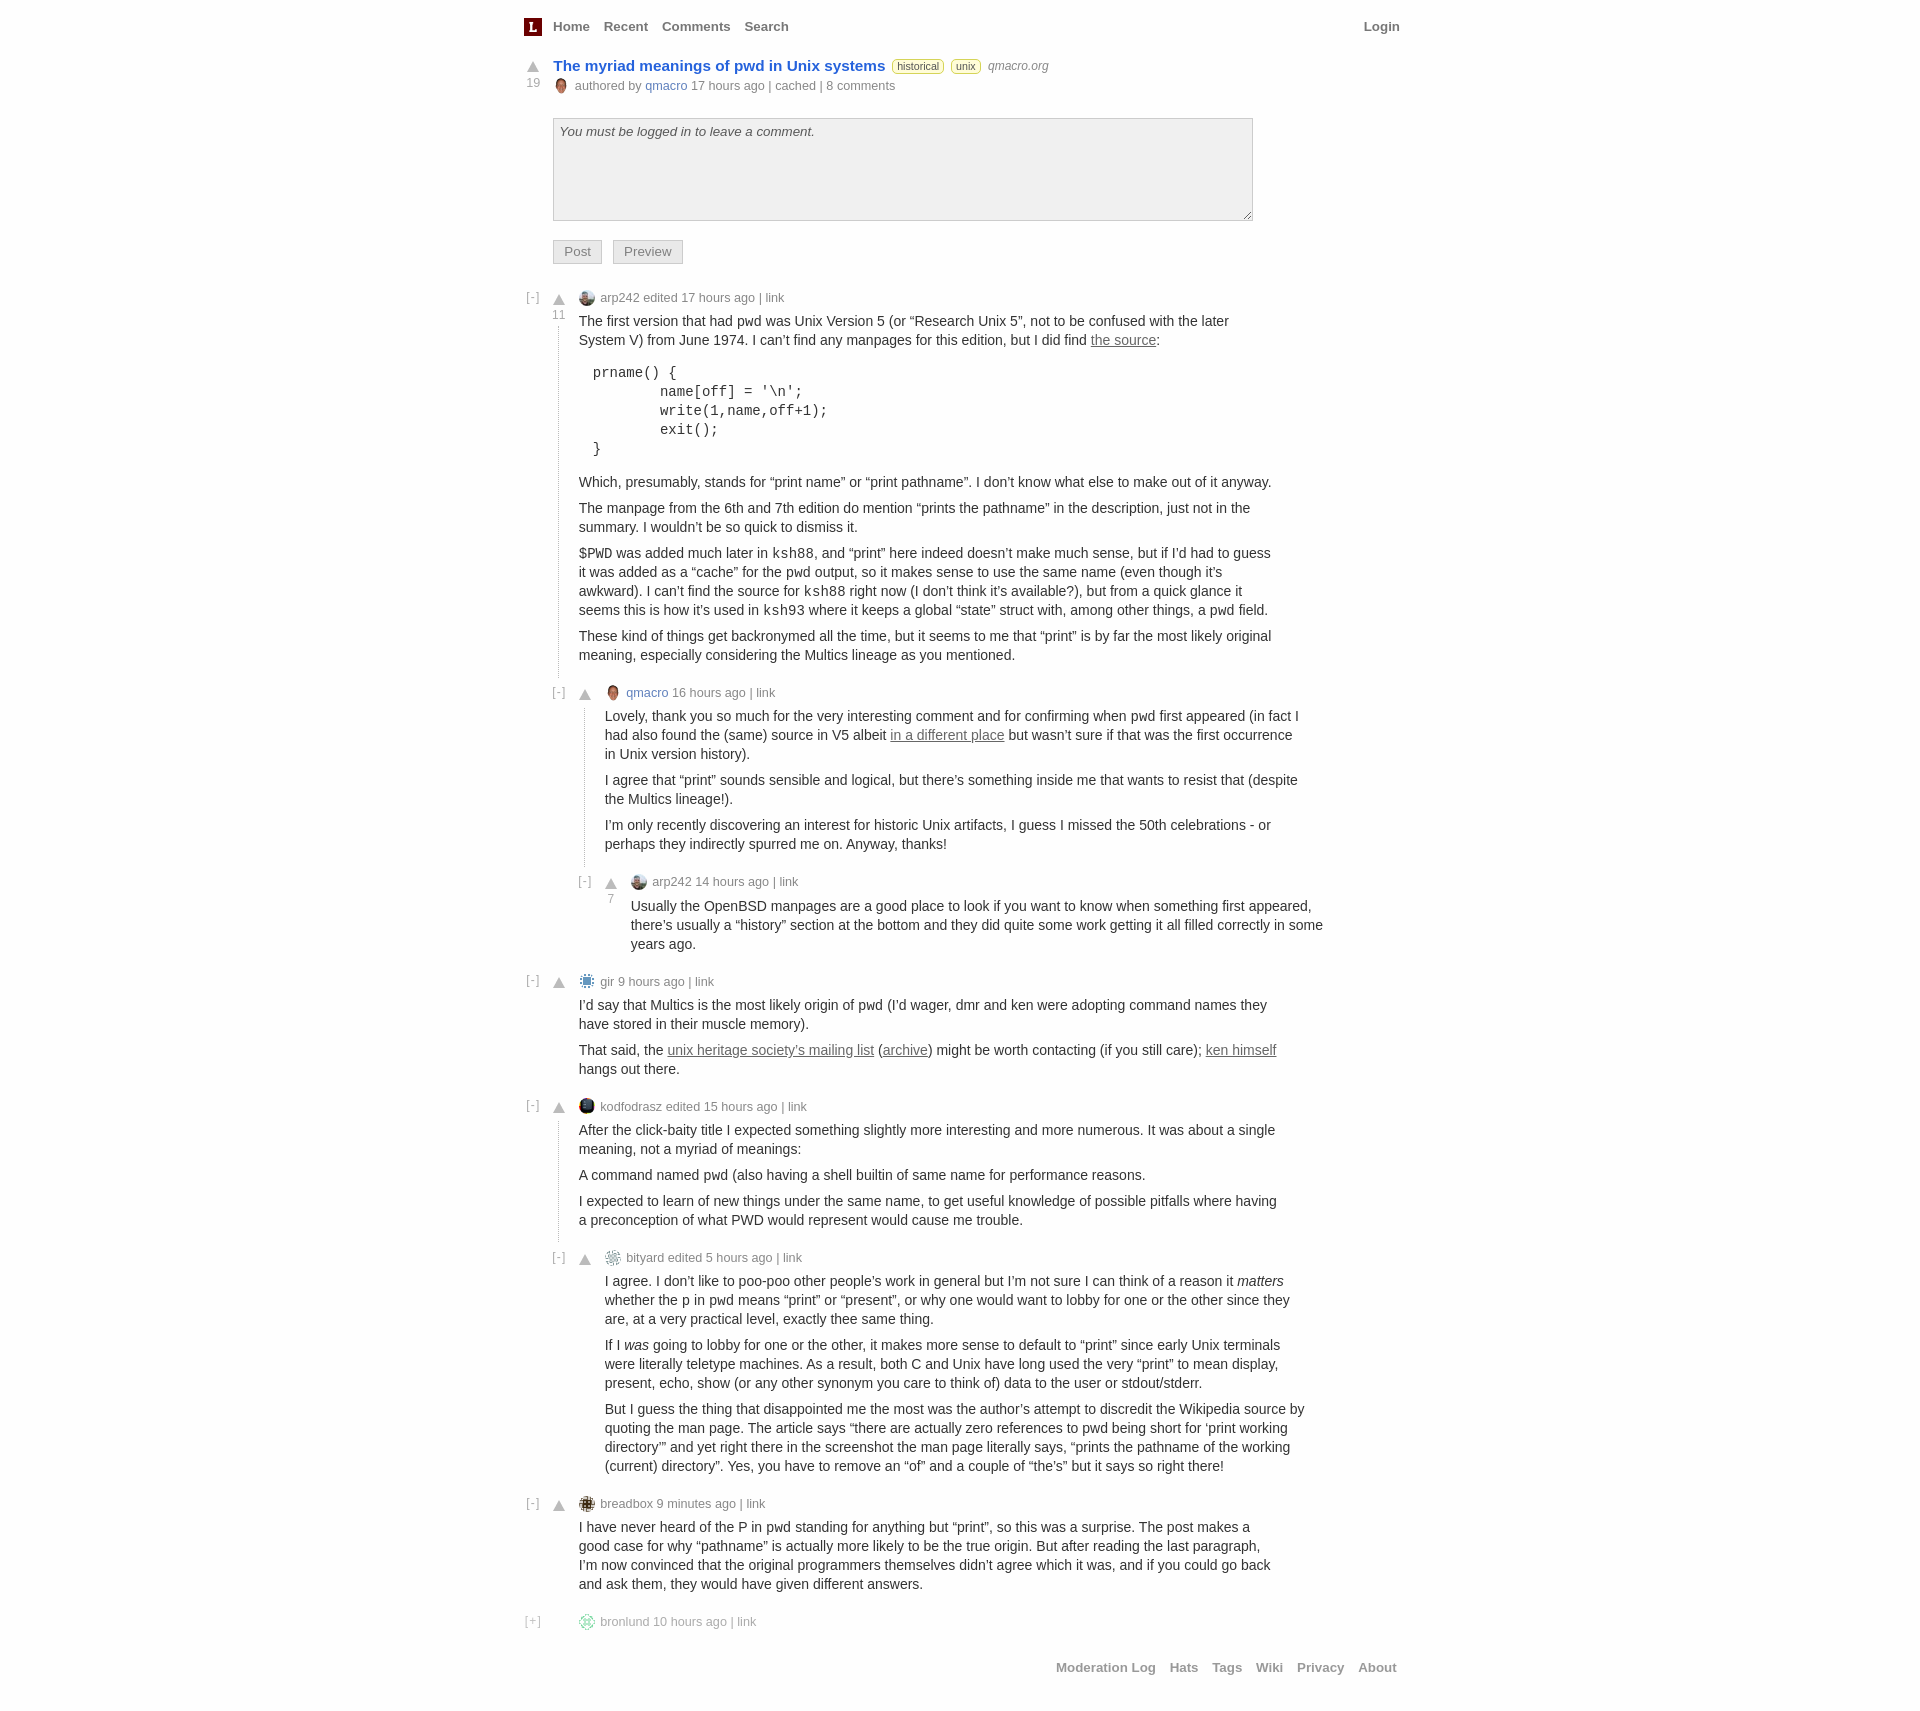 L Home Recent Comments Search Login
The myriad meanings of pwd in Unix systems historical unix qmacro.org
19 authored by qmacro 17 hours ago | cached | 8 comments
You must be logged in to leave a comment.
Post Preview
[-] arp242 edited 17 hours ago | link
11
The first version that had pwd was Unix Version 5 (or “Research Unix 5”, not to be confused with the later
System V) from June 1974. I can’t find any manpages for this edition, but I did find the source:
prname() {
name[off] = '\n';
write(1,name,off+1);
exit();
}
Which, presumably, stands for “print name” or “print pathname”. I don’t know what else to make out of it anyway.
The manpage from the 6th and 7th edition do mention “prints the pathname” in the description, just not in the
summary. I wouldn’t be so quick to dismiss it.
$PWD was added much later in ksh88, and “print” here indeed doesn’t make much sense, but if I’d had to guess
it was added as a “cache” for the pwd output, so it makes sense to use the same name (even though it’s
awkward). I can’t find the source for ksh88 right now (I don’t think it’s available?), but from a quick glance it
seems this is how it’s used in ksh93 where it keeps a global “state” struct with, among other things, a pwd field.
These kind of things get backronymed all the time, but it seems to me that “print” is by far the most likely original
meaning, especially considering the Multics lineage as you mentioned.
[-] qmacro 16 hours ago | link
Lovely, thank you so much for the very interesting comment and for confirming when pwd first appeared (in fact I
had also found the (same) source in V5 albeit in a different place but wasn’t sure if that was the first occurrence
in Unix version history).
I agree that “print” sounds sensible and logical, but there’s something inside me that wants to resist that (despite
the Multics lineage!).
I’m only recently discovering an interest for historic Unix artifacts, I guess I missed the 50th celebrations - or
perhaps they indirectly spurred me on. Anyway, thanks!
[-] arp242 14 hours ago | link
7
Usually the OpenBSD manpages are a good place to look if you want to know when something first appeared,
there’s usually a “history” section at the bottom and they did quite some work getting it all filled correctly in some
years ago.
[-] gir 9 hours ago | link
I’d say that Multics is the most likely origin of pwd (I’d wager, dmr and ken were adopting command names they
have stored in their muscle memory).
That said, the unix heritage society’s mailing list (archive) might be worth contacting (if you still care); ken himself
hangs out there.
[-] kodfodrasz edited 15 hours ago | link
After the click-baity title I expected something slightly more interesting and more numerous. It was about a single
meaning, not a myriad of meanings:
A command named pwd (also having a shell builtin of same name for performance reasons.
I expected to learn of new things under the same name, to get useful knowledge of possible pitfalls where having
a preconception of what PWD would represent would cause me trouble.
[-] bityard edited 5 hours ago | link
I agree. I don’t like to poo-poo other people’s work in general but I’m not sure I can think of a reason it matters
whether the p in pwd means “print” or “present”, or why one would want to lobby for one or the other since they
are, at a very practical level, exactly thee same thing.
If I was going to lobby for one or the other, it makes more sense to default to “print” since early Unix terminals
were literally teletype machines. As a result, both C and Unix have long used the very “print” to mean display,
present, echo, show (or any other synonym you care to think of) data to the user or stdout/stderr.
But I guess the thing that disappointed me the most was the author’s attempt to discredit the Wikipedia source by
quoting the man page. The article says “there are actually zero references to pwd being short for ‘print working
directory’” and yet right there in the screenshot the man page literally says, “prints the pathname of the working
(current) directory”. Yes, you have to remove an “of” and a couple of “the’s” but it says so right there!
[-] breadbox 9 minutes ago | link
I have never heard of the P in pwd standing for anything but “print”, so this was a surprise. The post makes a
good case for why “pathname” is actually more likely to be the true origin. But after reading the last paragraph,
I’m now convinced that the original programmers themselves didn’t agree which it was, and if you could go back
and ask them, they would have given different answers.
[+] bronlund 10 hours ago | link
Moderation Log Hats Tags Wiki Privacy About